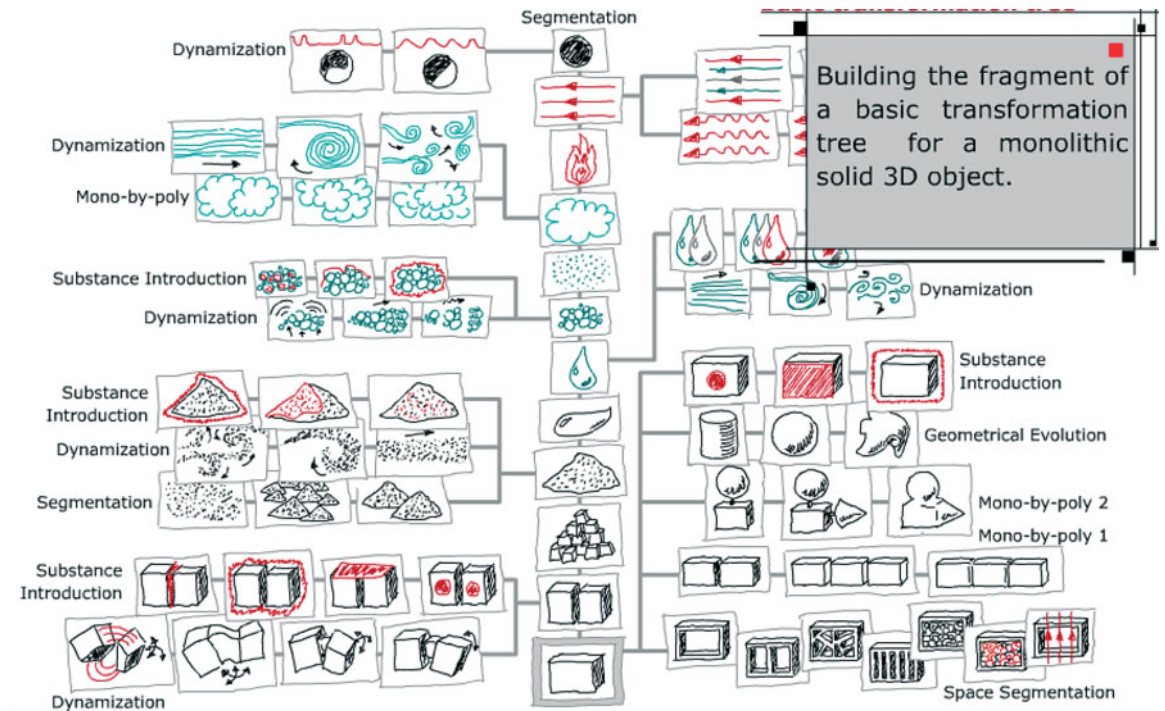 Segmentation
Dynamization
Building the fragment of
a basic transformation
tree for a monolithic
solid 3D object.
Dynamization
Mono-by-poly
Substance Introduction
Dynamization
Dynamization
Substance
Introduction
Substance
Introduction
Dynamization
Geometrical Evolution
Segmentation
Mono-by-poly 2
Mono-by-poly 1
Substance
Introduction
Space Segmentation
Dynamization